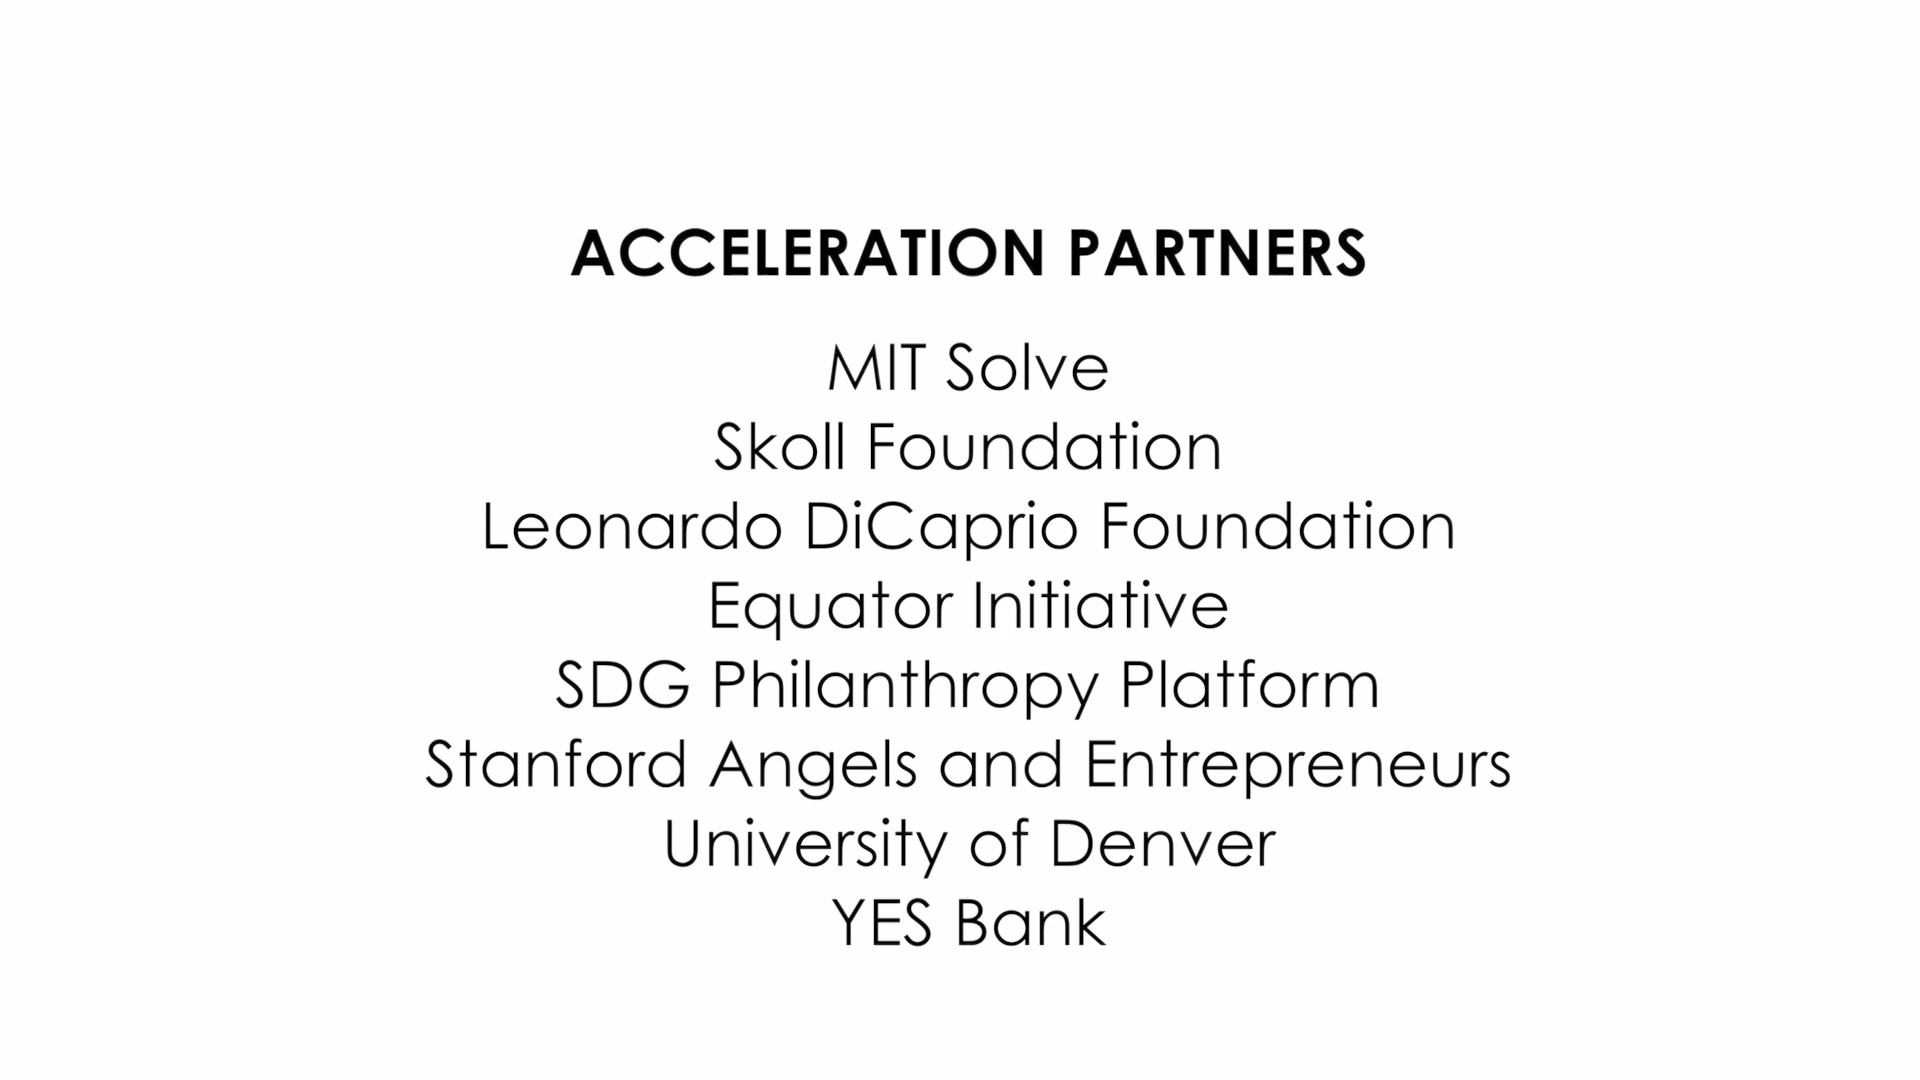 ACCELERATION PARTNERS
MIT Solve
Skoll Foundation
Leonardo DiCaprio Foundation
Equator Initiative
SDG Philanthropy Platform
Stanford Angels and Entrepreneurs
University of Denver
YES Bank